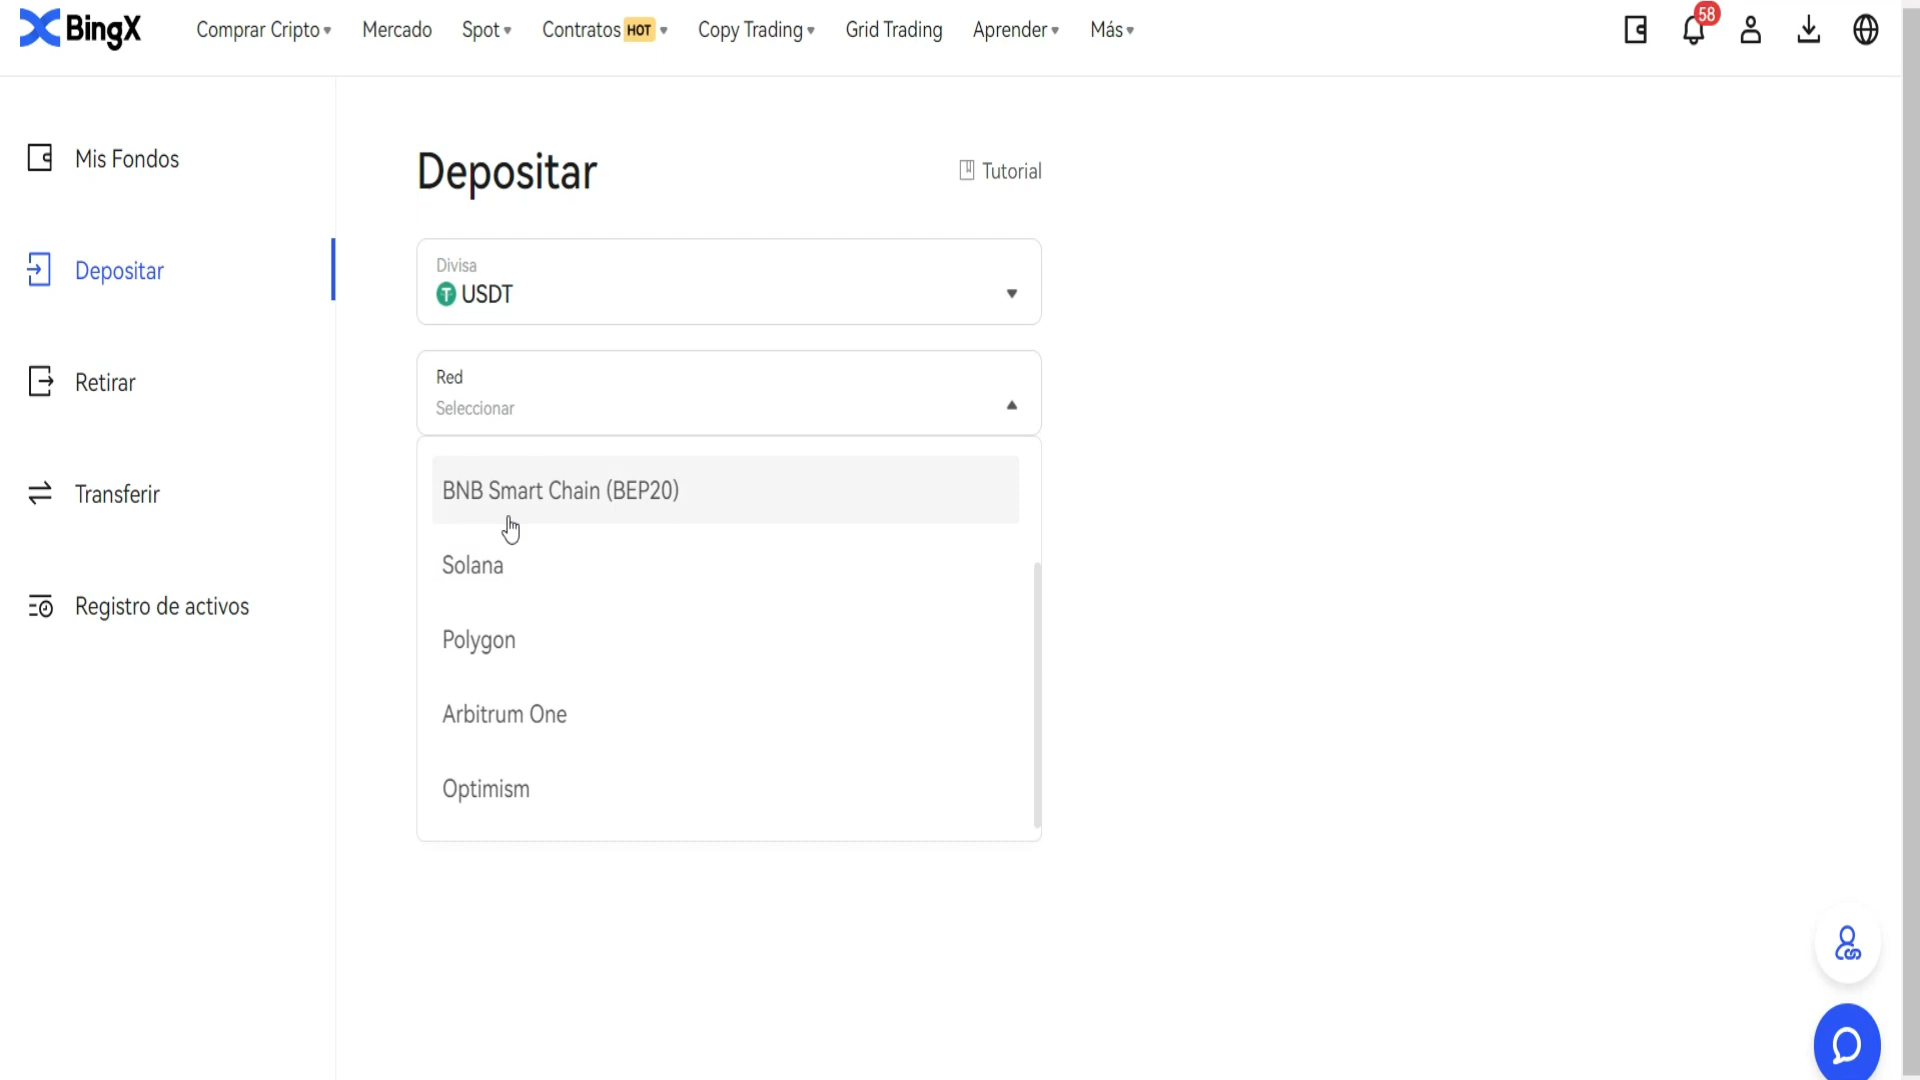 BingX
Comprar Cripto
Mercado
Spot
Contratos HOT
Copy Trading
Grid Trading
Aprender
Más
58
Mis Fondos
Depositar
Retirar
Transferir
Registro de activos
Depositar
Tutorial
Divisa
USDT
Red
Seleccionar
BNB Smart Chain (BEP20)
Solana
Polygon
Arbitrum One
Optimism